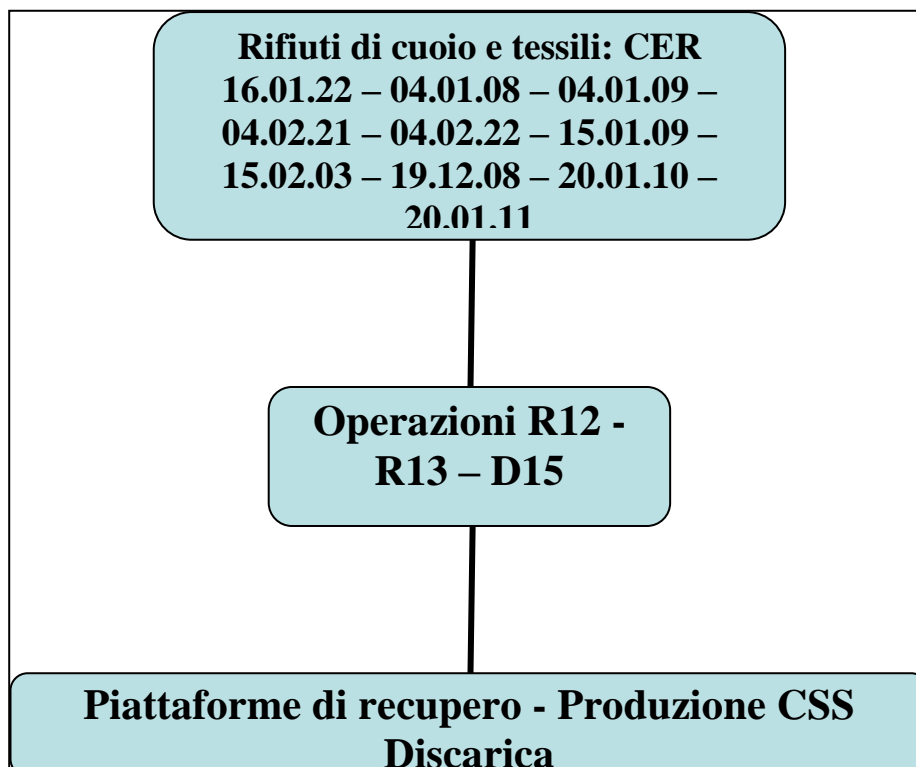 Rifiuti di cuoio e tessili: CER
16.01.22 – 04.01.08 – 04.01.09 –
04.02.21 – 04.02.22 – 15.01.09 –
15.02.03 – 19.12.08 – 20.01.10 –
20.01.11
Operazioni R12 -
R13 – D15
Piattaforme di recupero - Produzione CSS
Discarica